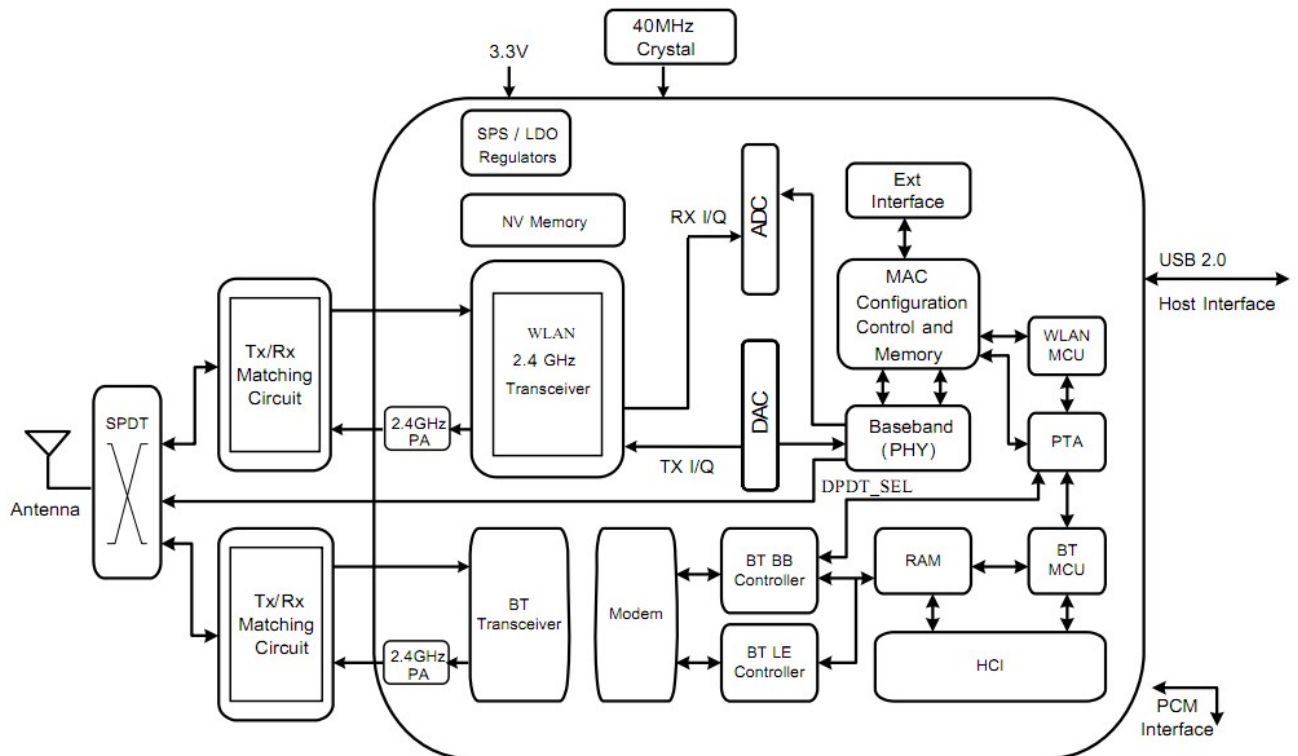 40MHz
Crystal
3.3V
SPS / LDO
Regulators
NV Memory
RX I/Q
ADC
Ext
Interface
USB 2.0
Host Interface
MAC
Configuration
Control and
Memory
WLAN
MCU
Tx/Rx
Matching
Circuit
WLAN
2.4 GHz
Transceiver
2.4GHz
PA
DAC
TX I/Q
Baseband
(PHY)
PTA
SPDT
Antenna
DPDT_SEL
Tx/Rx
Matching
Circuit
2.4GHz
PA
BT
Transceiver
Modem
BT BB
Controller
BT LE
Controller
RAM
BT
MCU
HCI
PCM
Interface